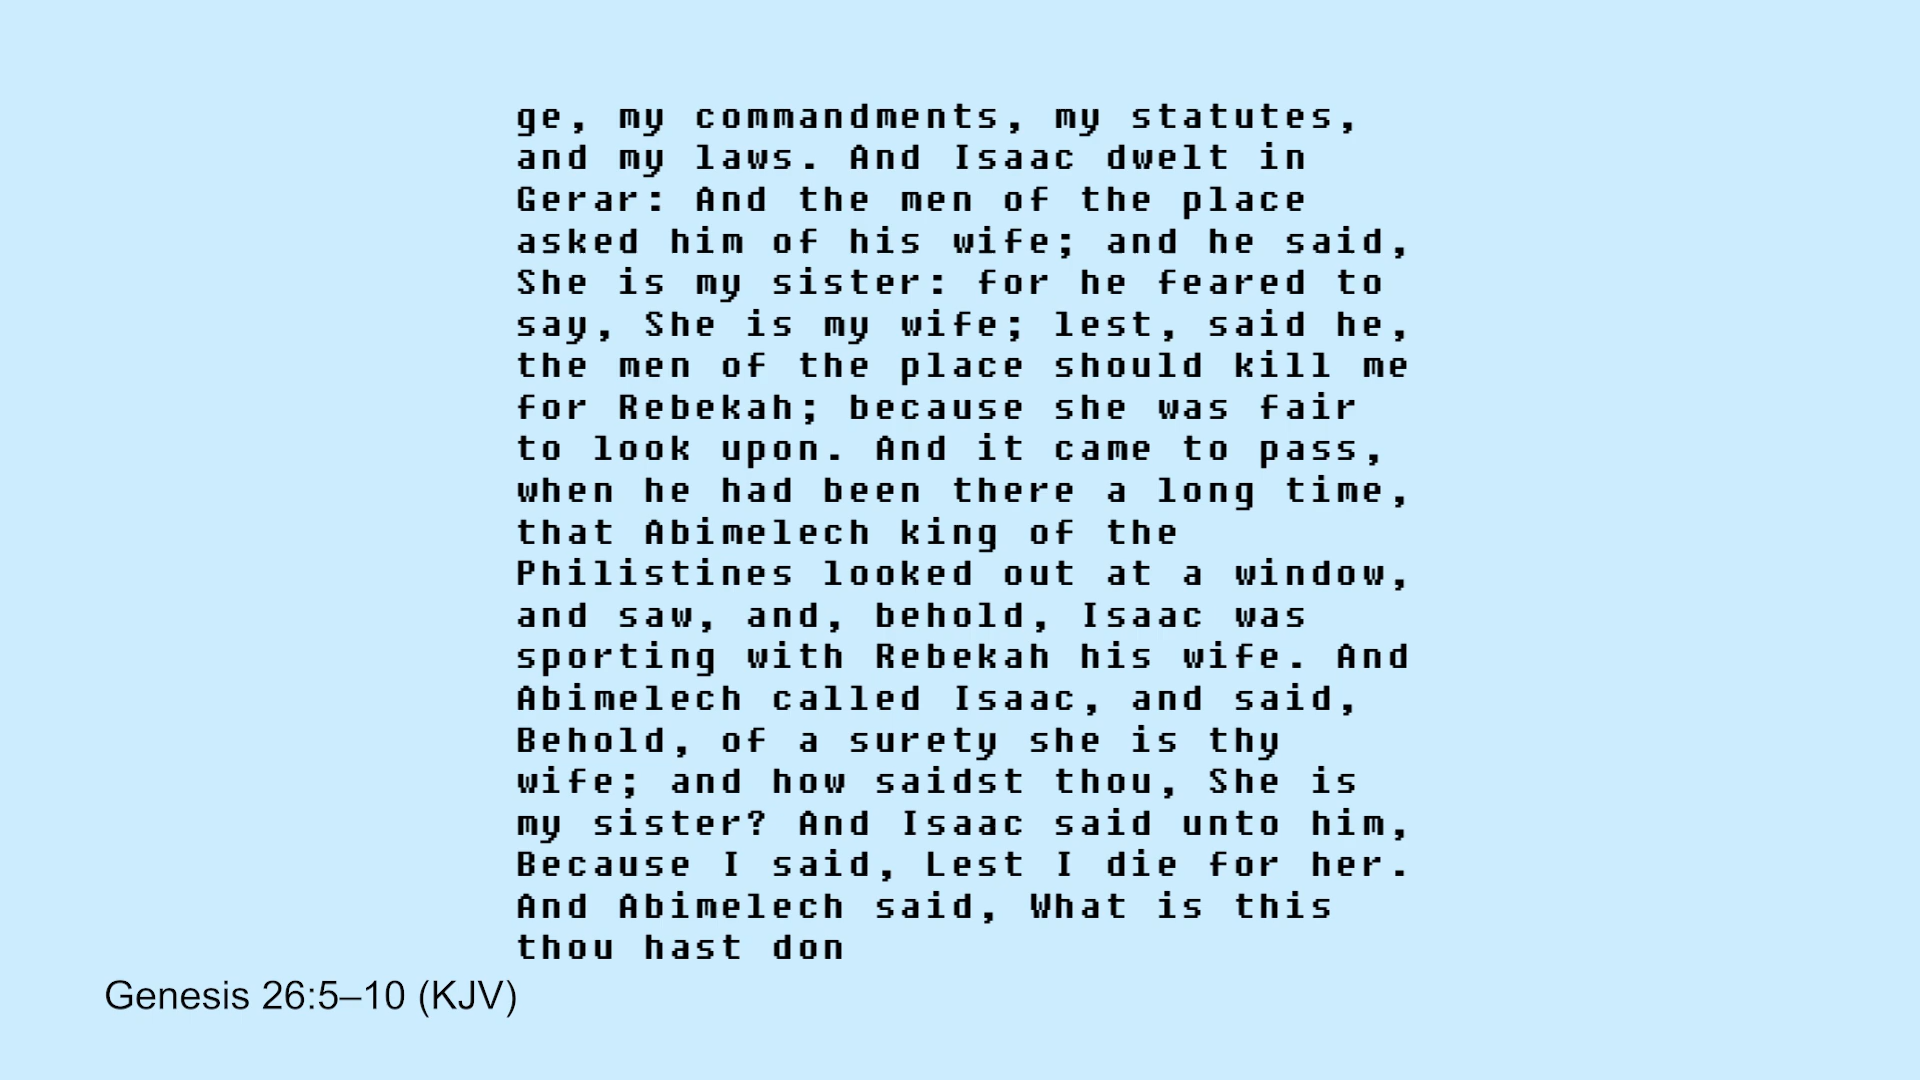 ge, my commandments, my statutes,
and my laws. And Isaac dwelt in
Gerar: And the men of the place
asked him of his wife; and he said,
She is my sister: for he feared to
say, She is my wife; lest, said he,
the men of the place should kill me
for Rebekah; because she was fair
to look upon. And it came to pass,
when he had been there a long time,
that Abimelech king of the
Philistines looked out at a window,
and saw, and, behold, Isaac was
sporting with Rebekah his wife. And
Abimelech called Isaac, and said,
Behold, of a surety she is thy
wife; and how saidst thou, She is
my sister? And Isaac said unto him,
Because I said, Lest I die for her.
And Abimelech said, What is this
thou hast don
Genesis 26:5–10 (KJV)